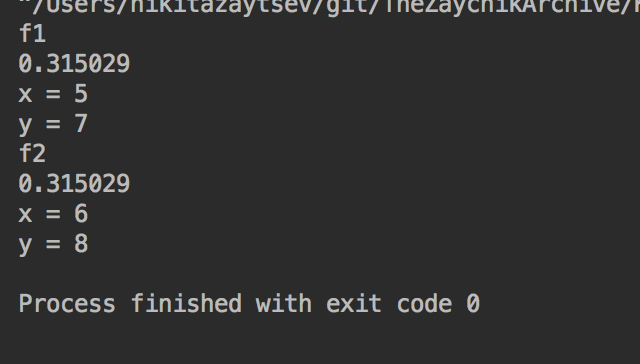 "/Users/nikitazaytsev/git/TheZaychikArchive/
f1
0.315029
x = 5
y = 7
f2
0.315029
x = 6
y = 8
Process finished with exit code 0